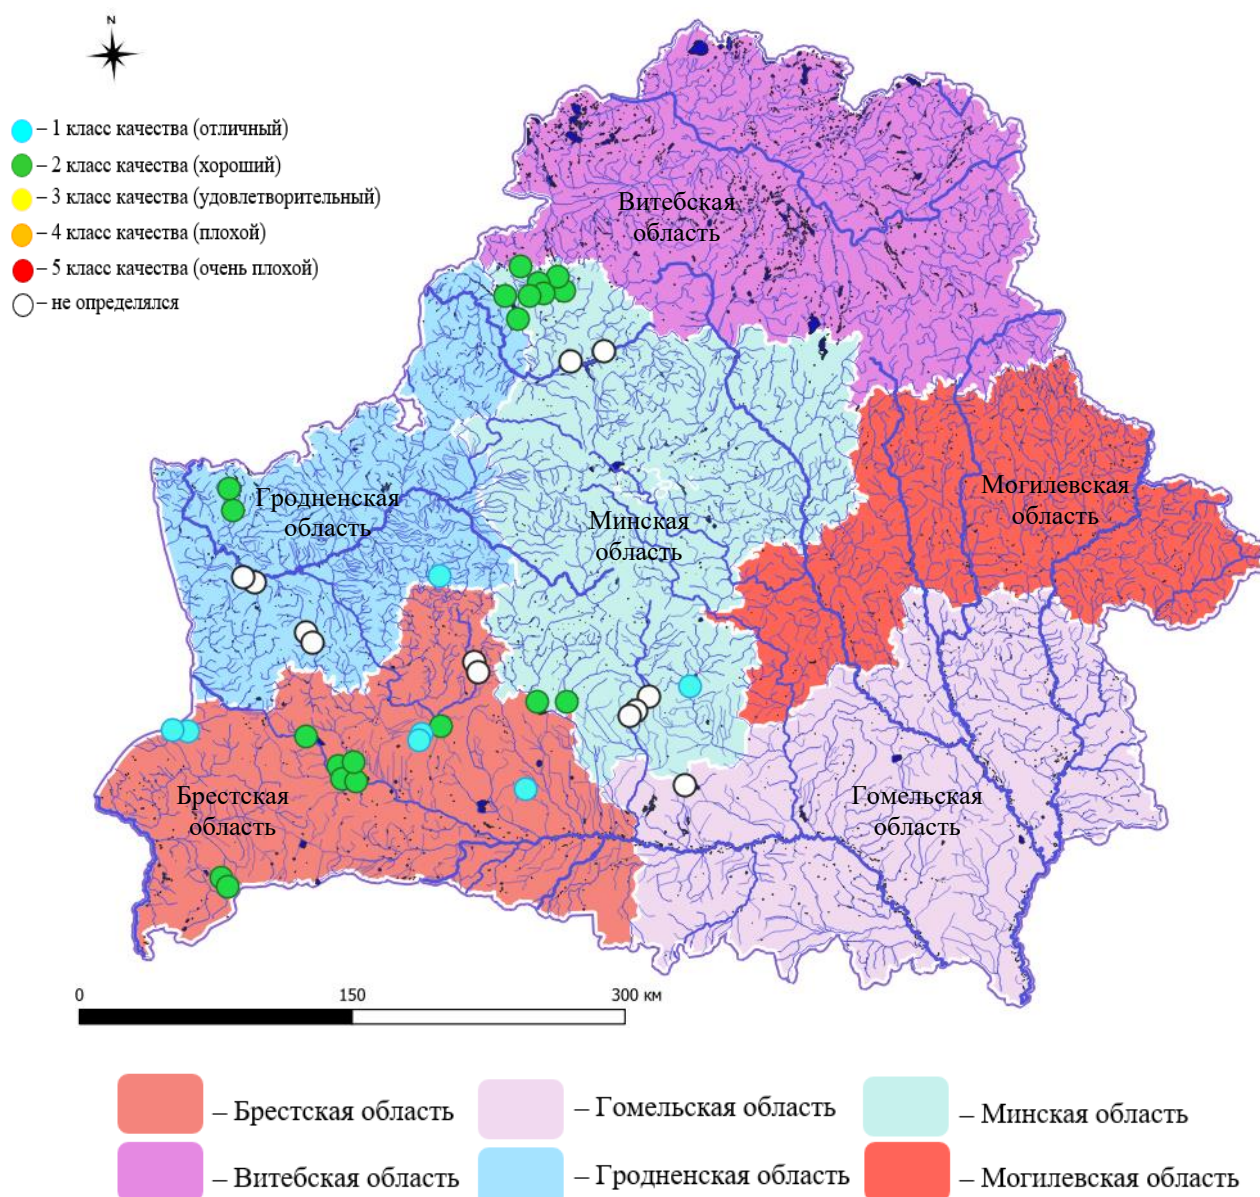 N
– 1 класс качества (отличный)
– 2 класс качества (хороший)
– 3 класс качества (удовлетворительный)
– 4 класс качества (плохой)
– 5 класс качества (очень плохой)
– не определялся
Витебская
область
Гродненская
область
Минская
область
Могилевская
область
Брестская
область
Гомельская
область
0 150 300 км
– Брестская область – Гомельская область – Минская область
– Витебская область – Гродненская область – Могилевская область